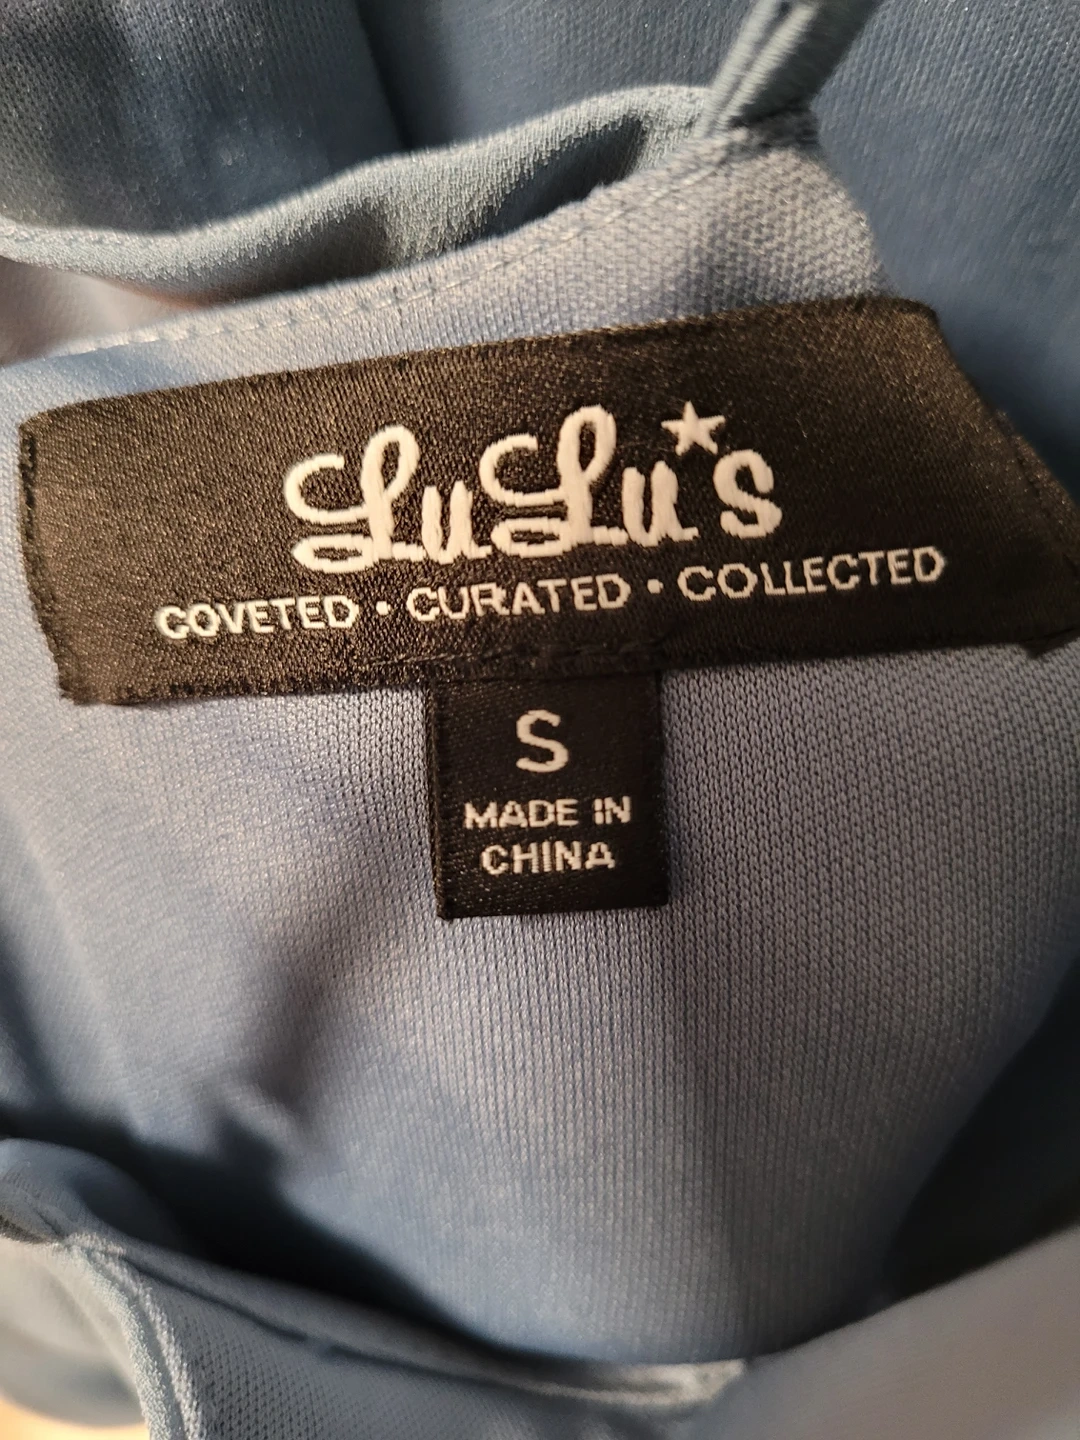 LuLu*s
COVETED • CURATED • COLLECTED
S
MADE IN
CHINA